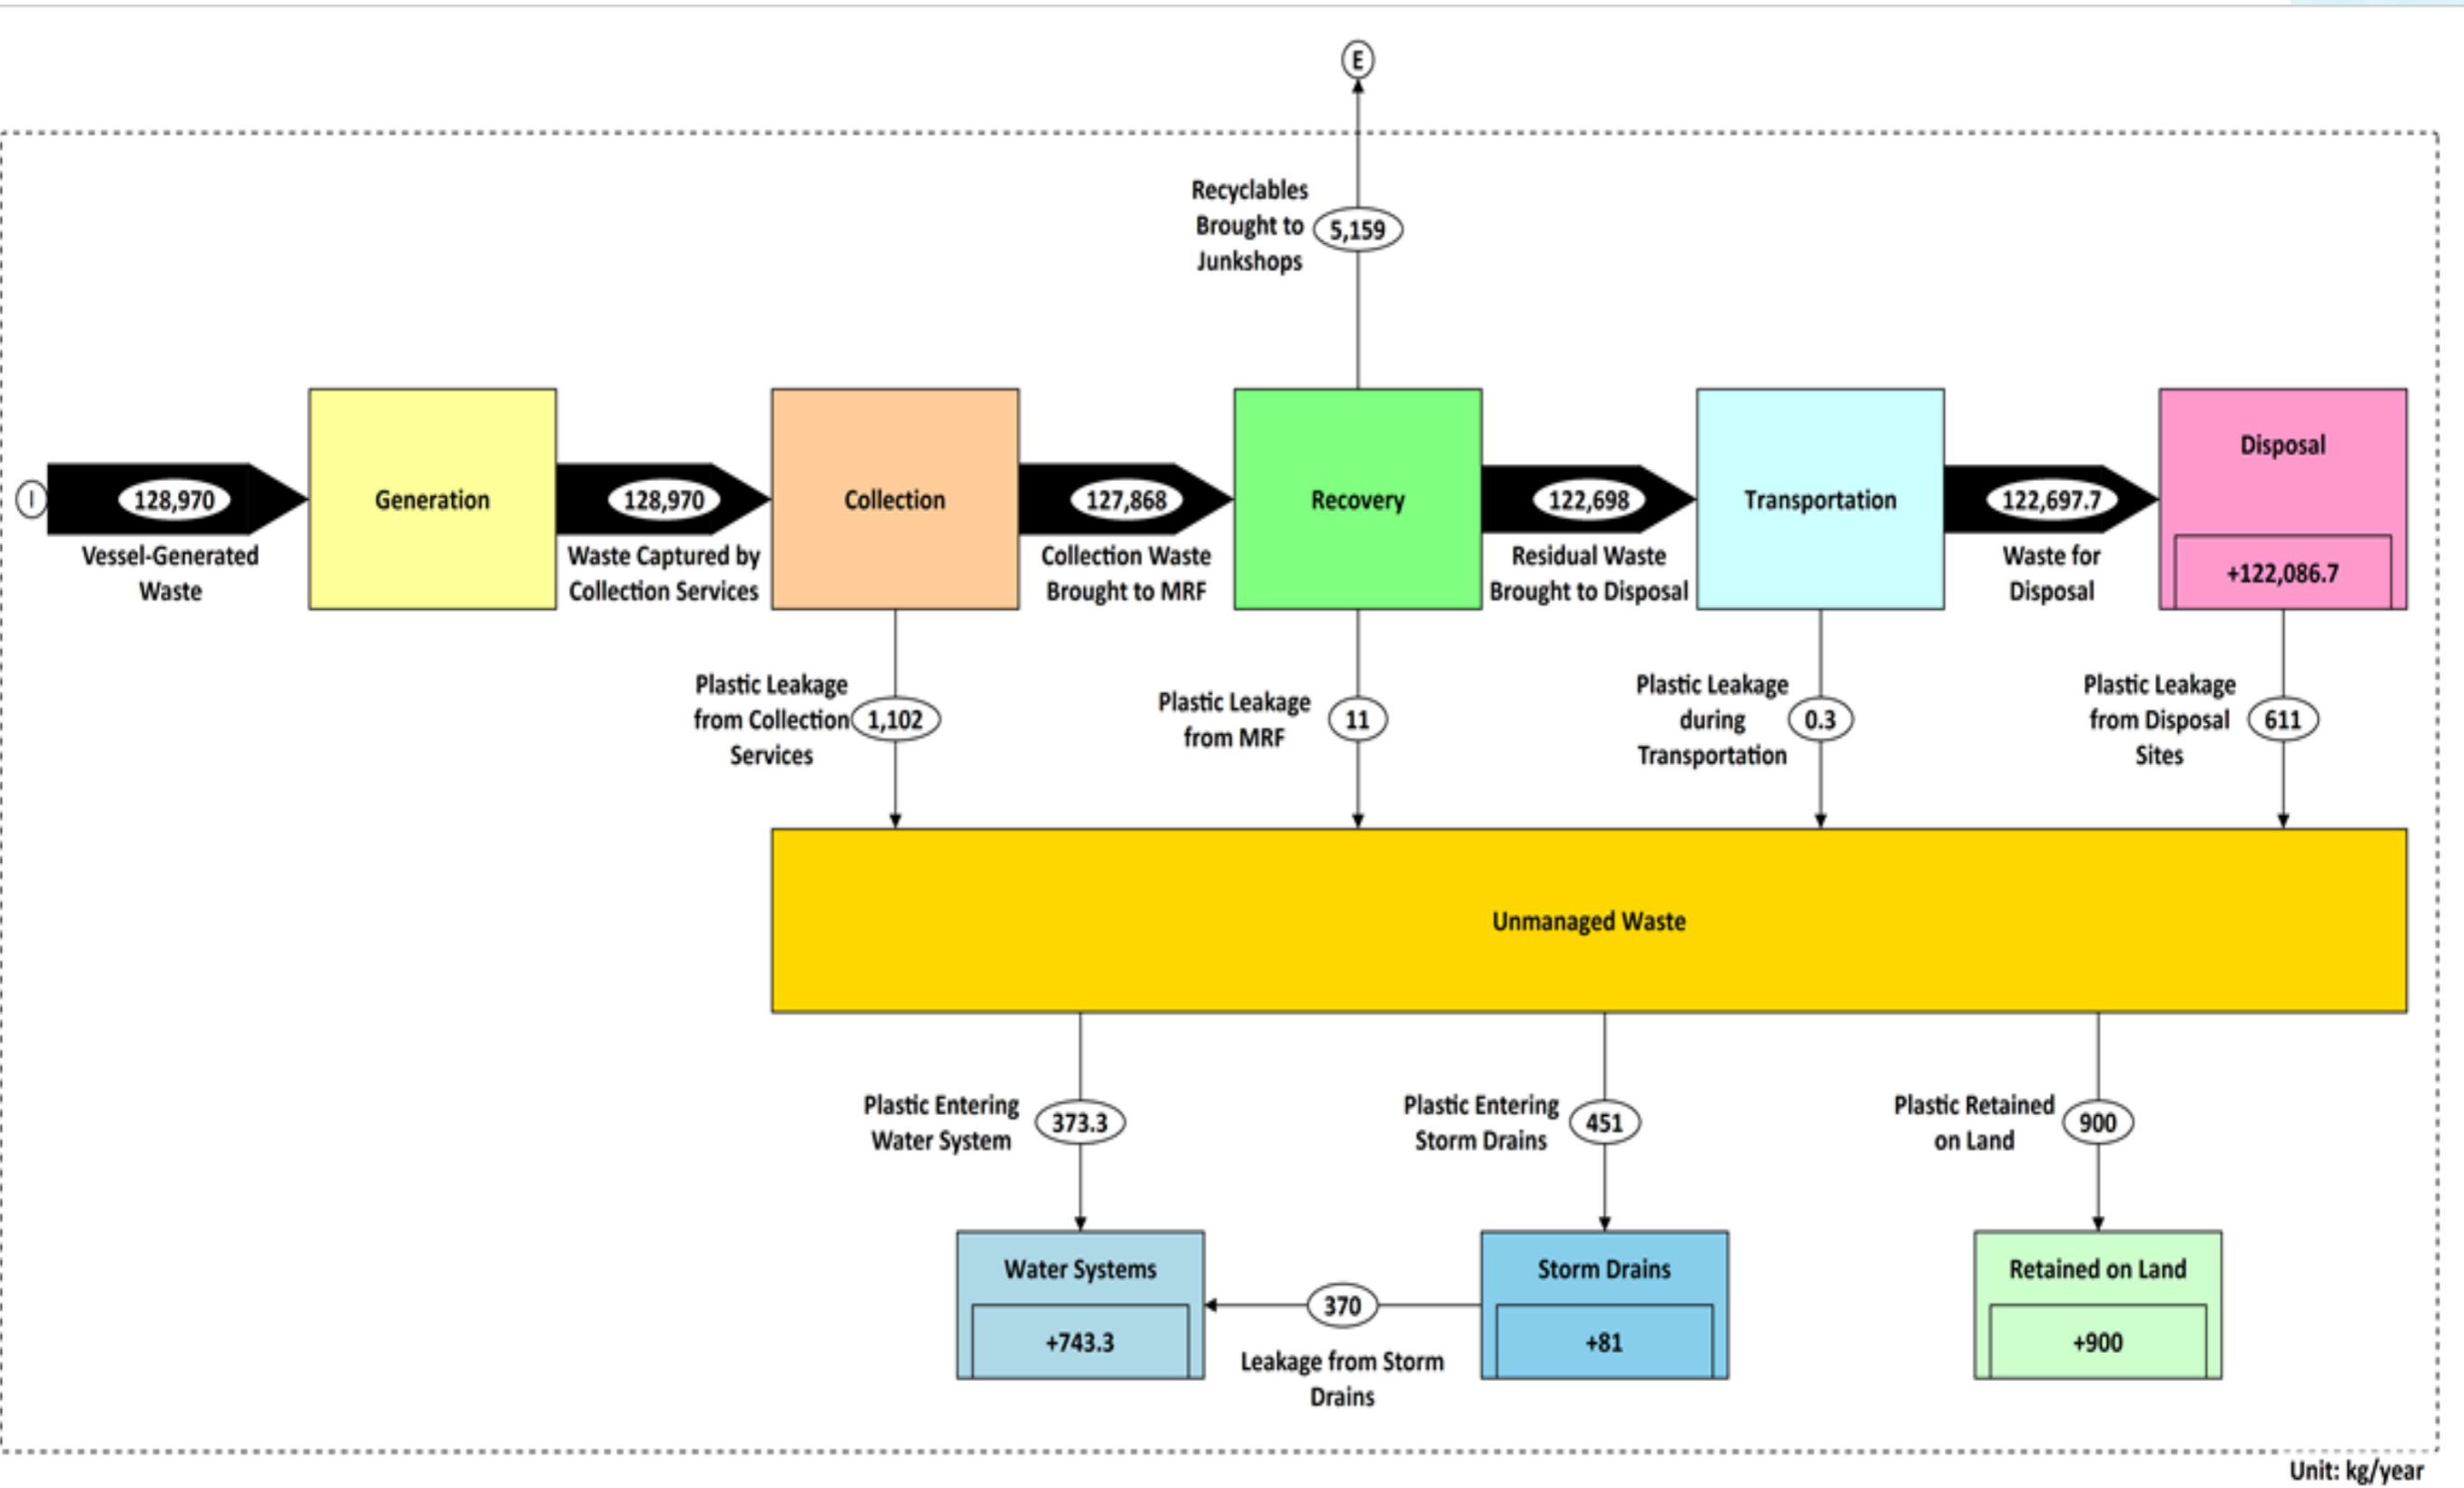 E
Recyclables
Brought to
Junkshops
5,159
I
128,970
Vessel-Generated
Waste
Generation
128,970
Waste Captured by
Collection Services
Collection
127,868
Collection Waste
Brought to MRF
Recovery
122,698
Residual Waste
Brought to Disposal
Transportation
122,697.7
Waste for
Disposal
Disposal
+122,086.7
Plastic Leakage
from Collection
Services
1,102
Plastic Leakage
from MRF
11
Plastic Leakage
during
Transportation
0.3
Plastic Leakage
from Disposal
Sites
611
Unmanaged Waste
Plastic Entering
Water System
373.3
Plastic Entering
Storm Drains
451
Plastic Retained
on Land
900
Water Systems
+743.3
370
Leakage from Storm
Drains
Storm Drains
+81
Retained on Land
+900
Unit: kg/year